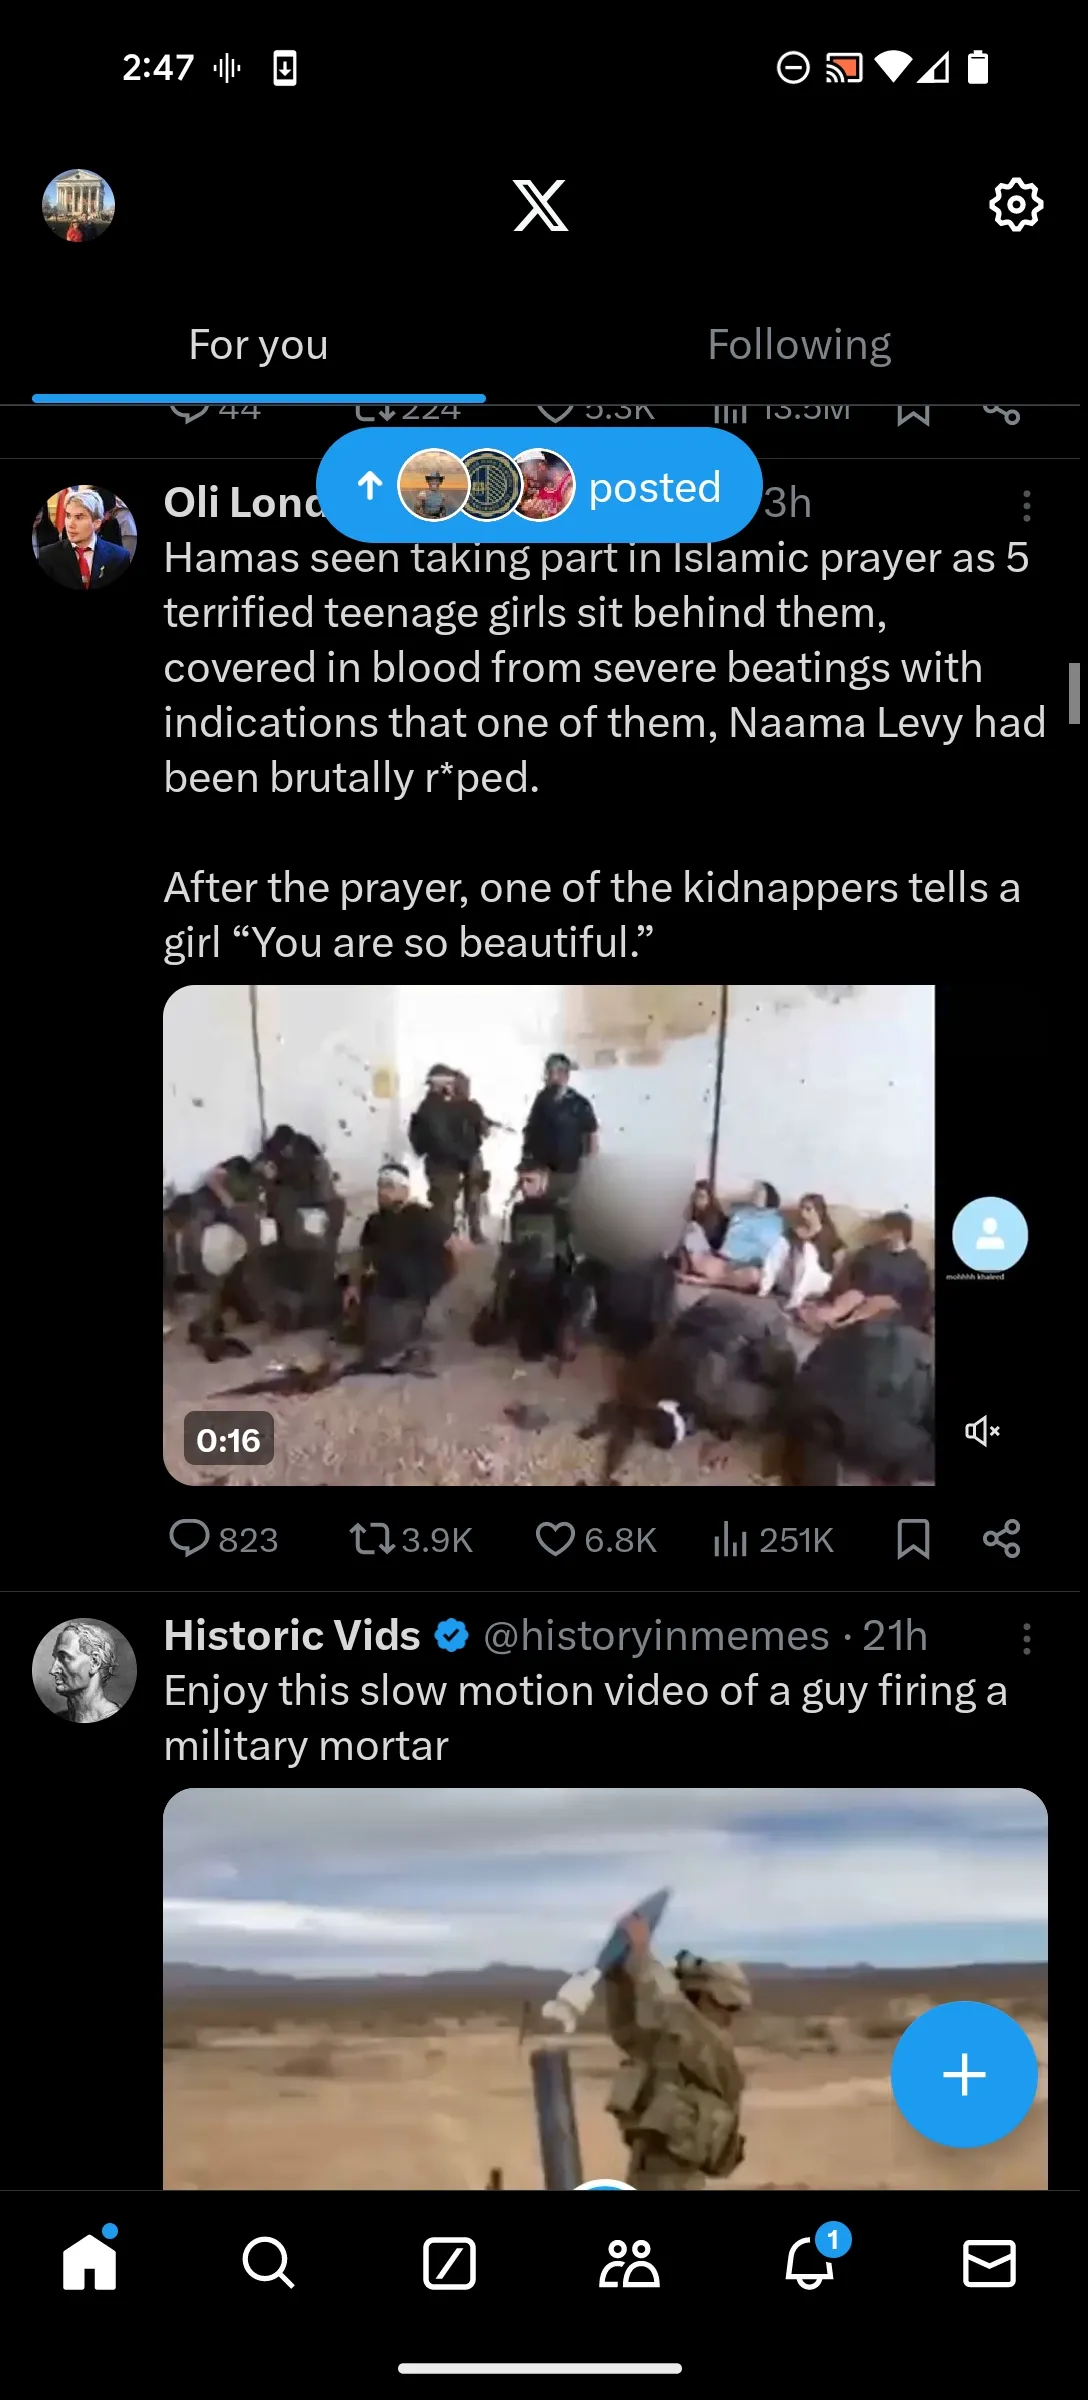 2:47
For you
Following
44
224
5.3K
13.5M
posted
Oli Lond
3h
Hamas seen taking part in Islamic prayer as 5
terrified teenage girls sit behind them,
covered in blood from severe beatings with
indications that one of them, Naama Levy had
been brutally r*ped.
After the prayer, one of the kidnappers tells a
girl “You are so beautiful.”
mohhhh khaleed
0:16
823
3.9K
6.8K
251K
Historic Vids @historyinmemes · 21h
Enjoy this slow motion video of a guy firing a
military mortar
1